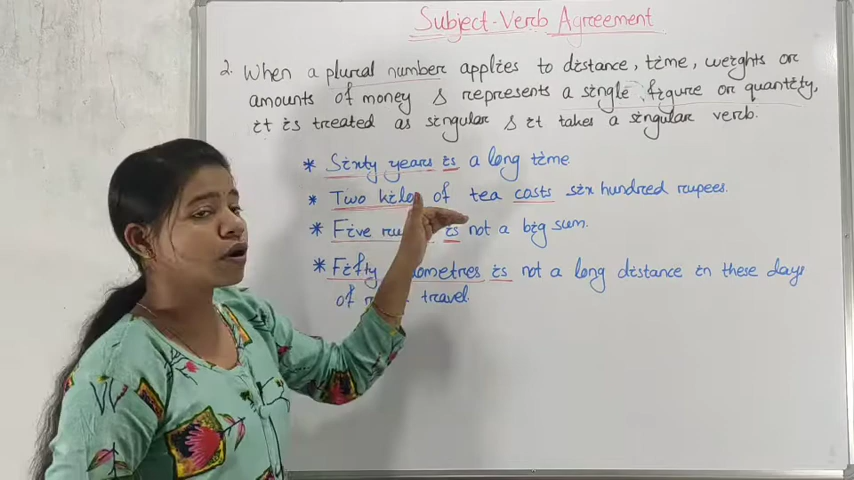 Subject-Verb Agreement
2. When a plural number applies to distance, time, weights or
amounts of money & represents a single figure or quantity,
it is treated as singular & it takes a singular verb.
* Sixty years is a long time
* Two kilos of tea costs six hundred rupees.
* Five is not a big sum.
* Fifty is not a long distance in these days
of travel.